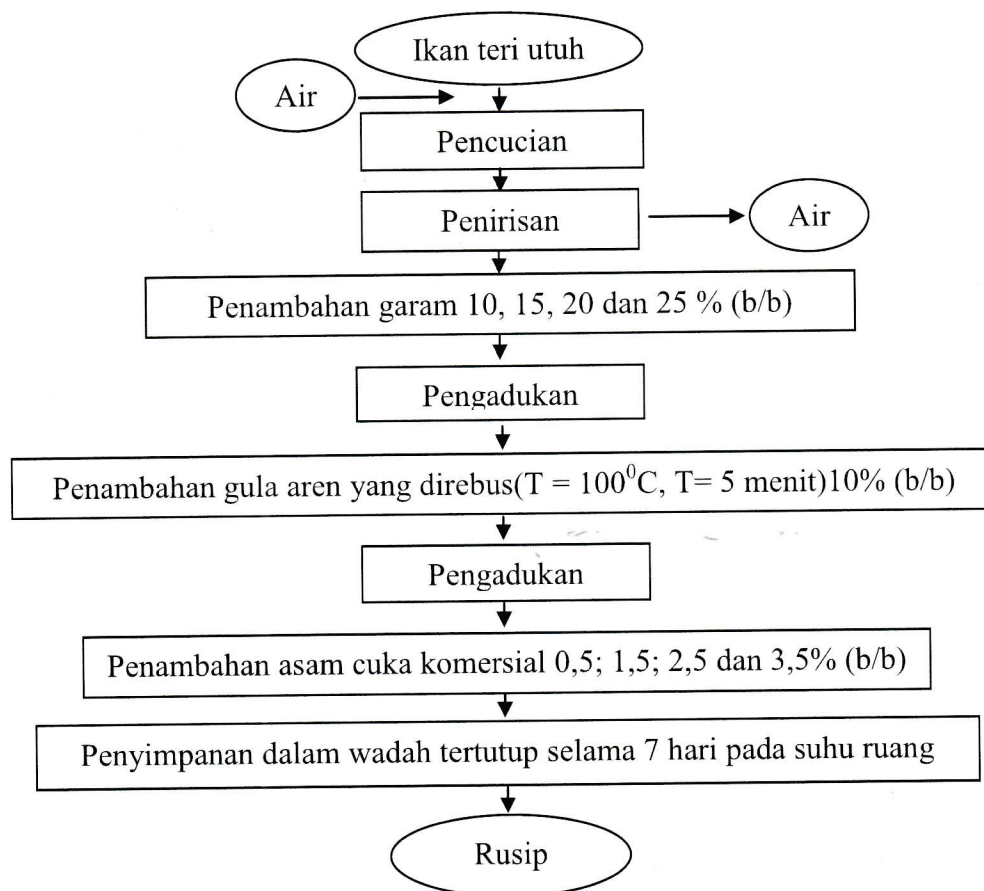 Ikan teri utuh
Air
Pencucian
Penirisan
Air
Penambahan garam 10, 15, 20 dan 25 % (b/b)
Pengadukan
Penambahan gula aren yang direbus(T = 100⁰C, T= 5 menit)10% (b/b)
Pengadukan
Penambahan asam cuka komersial 0,5; 1,5; 2,5 dan 3,5% (b/b)
Penyimpanan dalam wadah tertutup selama 7 hari pada suhu ruang
Rusip